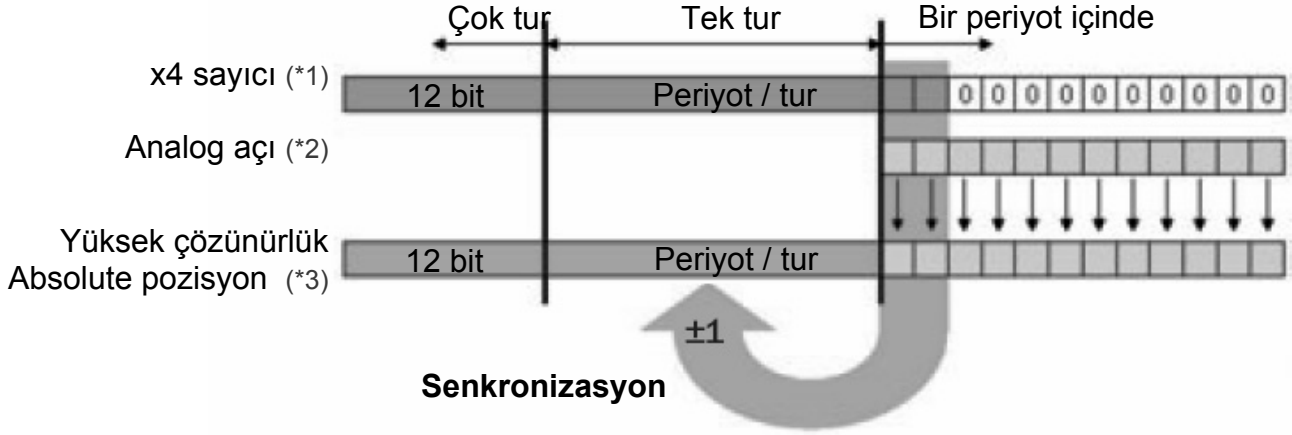 Çok tur Tek tur Bir periyot içinde
x4 sayıcı (*1) 12 bit Periyot / tur 0 0 0 0 0 0 0 0 0 0
Analog açı (*2)
Yüksek çözünürlük
Absolute pozisyon (*3) 12 bit Periyot / tur
±1
Senkronizasyon